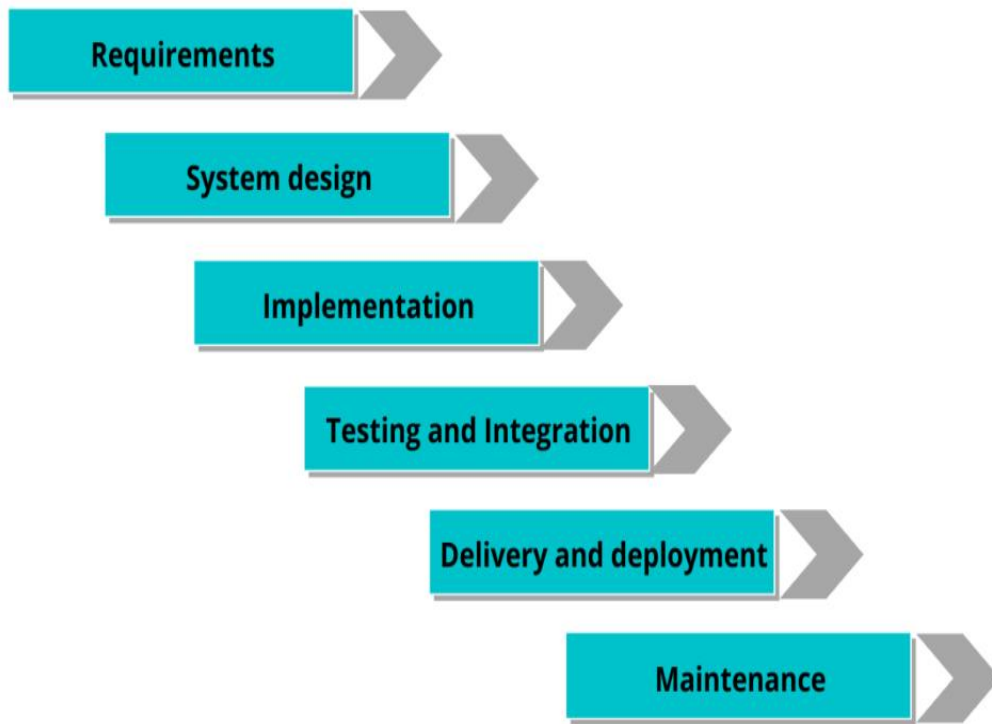 Requirements
System design
Implementation
Testing and Integration
Delivery and deployment
Maintenance